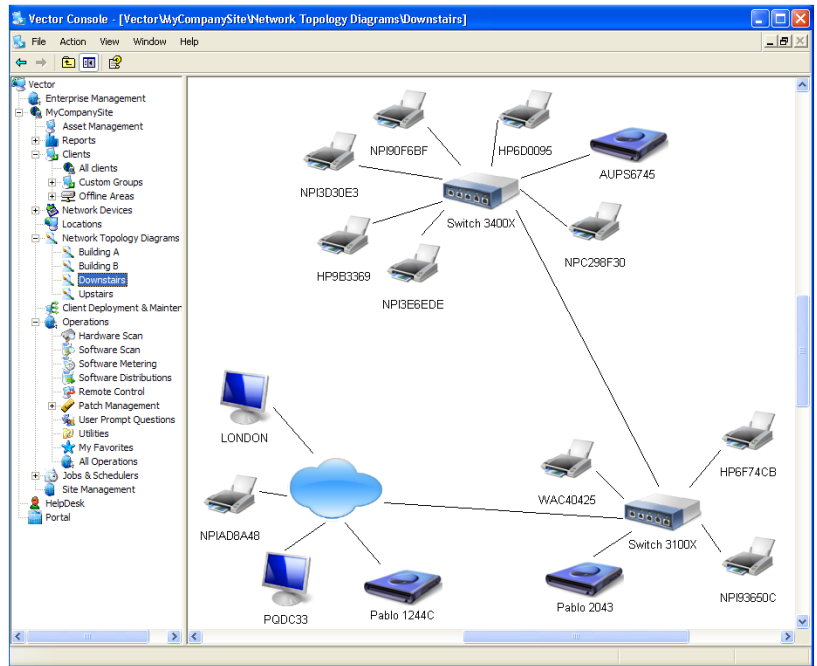 Vector Console - [Vector\MyCompanySite\Network Topology Diagrams\Downstairs]
File Action View Window Help
Vector
Enterprise Management
MyCompanySite
Asset Management
Reports
Clients
All clients
Custom Groups
Offline Areas
Network Devices
Locations
Network Topology Diagrams
Building A
Building B
Downstairs
Upstairs
Client Deployment & Mainter
Operations
Hardware Scan
Software Scan
Software Metering
Software Distributions
Remote Control
Patch Management
User Prompt Questions
Utilities
My Favorites
All Operations
Jobs & Schedulers
Site Management
HelpDesk
Portal
NPI90F6BF
HP6D0095
AUPS6745
NPI3D30E3
Switch 3400X
NPC298F30
HP9B3369
NPI3E6EDE
LONDON
HP6F74CB
WAC40425
NPIAD8A48
Switch 3100X
NPI93650C
PQDC33
Pablo 1244C
Pablo 2043